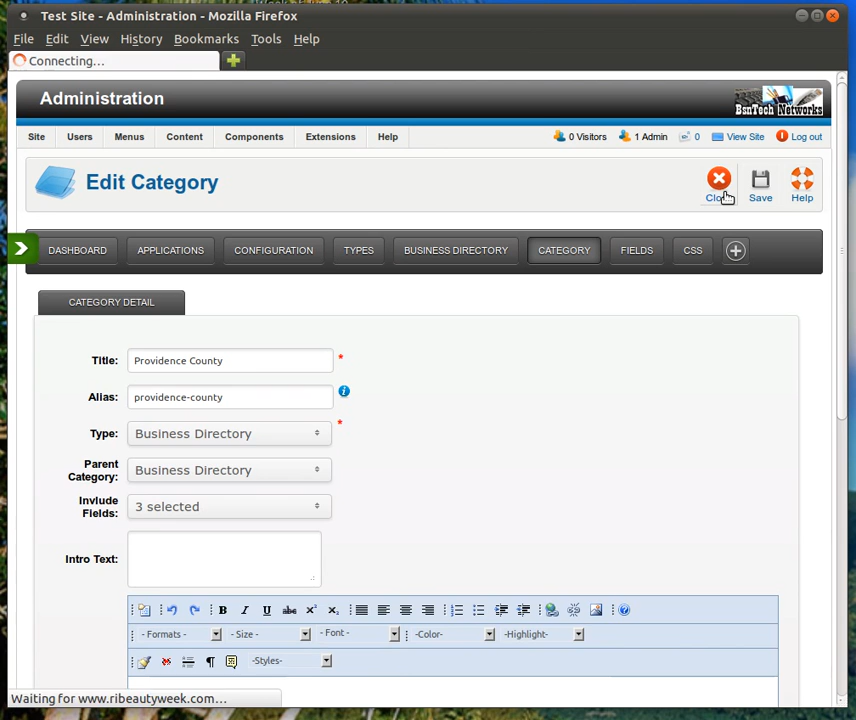 Test Site - Administration - Mozilla Firefox
File Edit View History Bookmarks Tools Help
Connecting...
Administration
BsnTech Networks
Site Users Menus Content Components Extensions Help 0 Visitors 1 Admin 0 View Site Log out
Edit Category
Save Help
DASHBOARD APPLICATIONS CONFIGURATION TYPES BUSINESS DIRECTORY CATEGORY FIELDS CSS
CATEGORY DETAIL
Title: Providence County *
Alias: providence-county
Type: Business Directory *
Parent Category: Business Directory
Invlude Fields: 3 selected
Intro Text:
B I U abc x² x₂
- Formats - - Size - - Font - -Color- -Highlight-
-Styles-
Waiting for www.ribeautyweek.com...